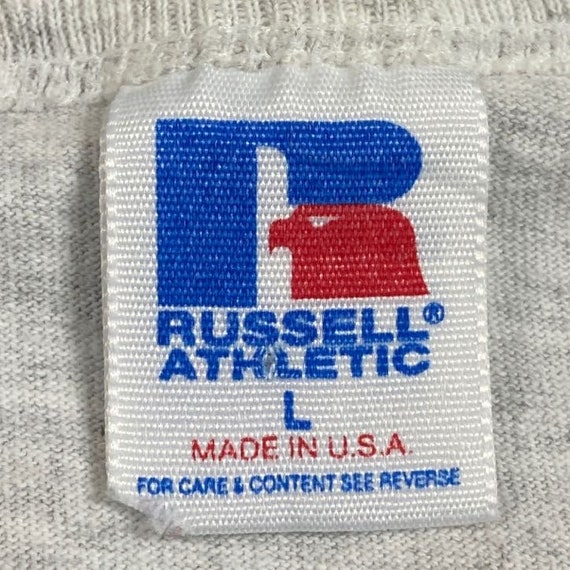 RUSSELL®
ATHLETIC
L
MADE IN U.S.A.
FOR CARE & CONTENT SEE REVERSE